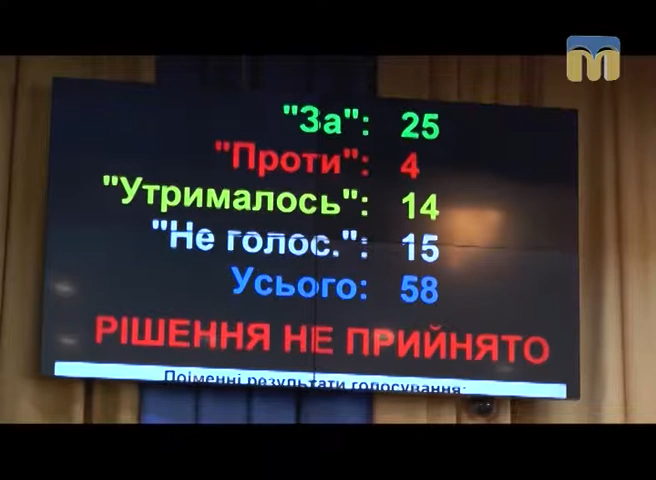 "За": 25
"Проти": 4
"Утрималось": 14
"Не голос.": 15
Усього: 58
РІШЕННЯ НЕ ПРИЙНЯТО
Поіменні результати голосування: